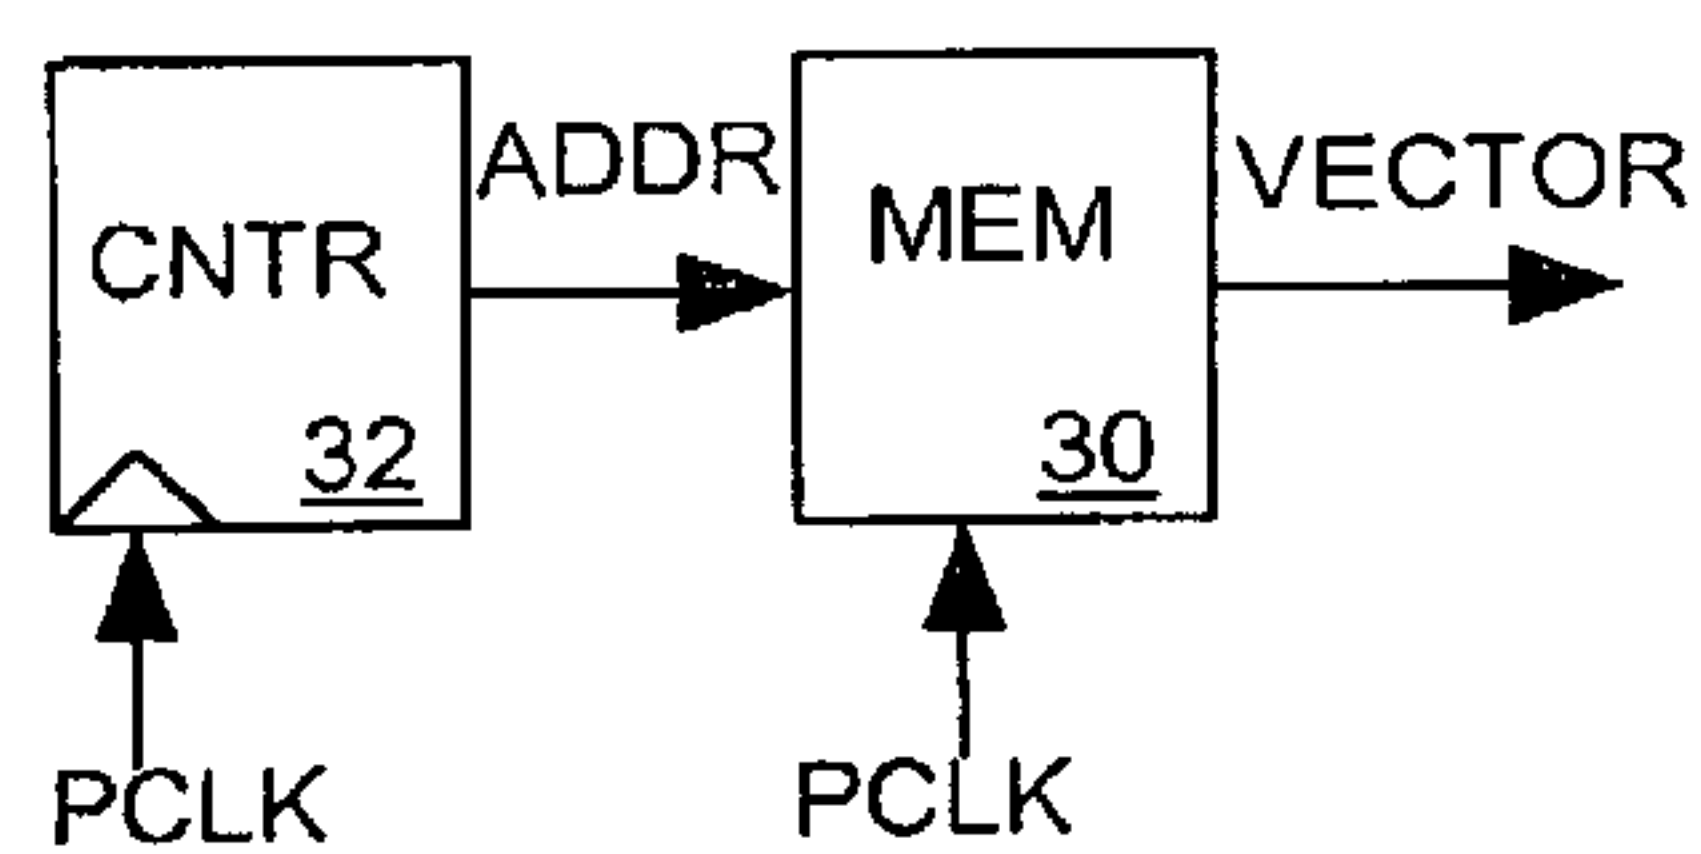 ADDR
VECTOR
CNTR
MEM
32
30
PCLK
PCLK